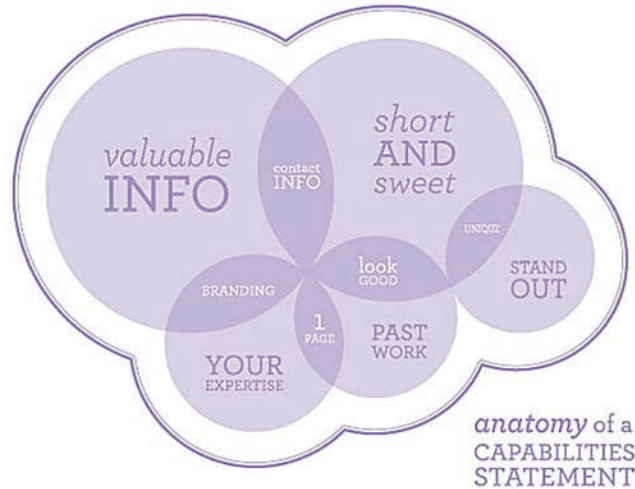 valuable
INFO
contact
INFO
short
AND
sweet
UNIQUE
STAND
OUT
look
GOOD
BRANDING
1
PAGE
PAST
WORK
YOUR
EXPERTISE
anatomy of a
CAPABILITIES
STATEMENT